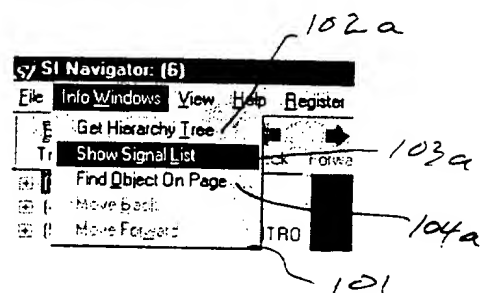 102a
SI Navigator: (6)
File Info Windows View Help Register
Get Hierarchy Tree
Show Signal List
103a
Find Object On Page
Move Back
104a
Move Forward
TRO
101